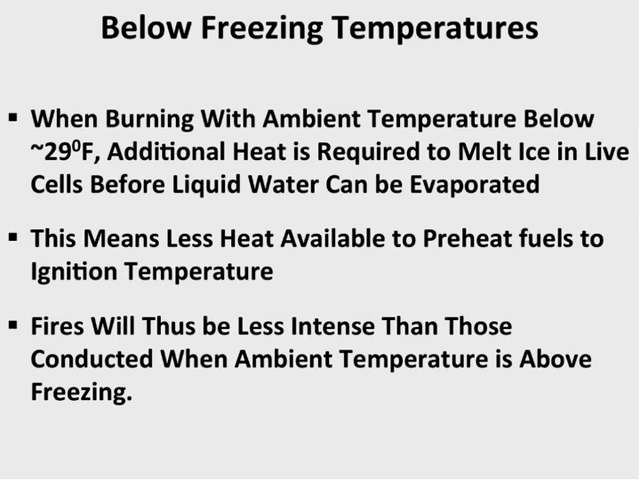 Below Freezing Temperatures
▪ When Burning With Ambient Temperature Below
~29⁰F, Additional Heat is Required to Melt Ice in Live
Cells Before Liquid Water Can be Evaporated
▪ This Means Less Heat Available to Preheat fuels to
Ignition Temperature
▪ Fires Will Thus be Less Intense Than Those
Conducted When Ambient Temperature is Above
Freezing.